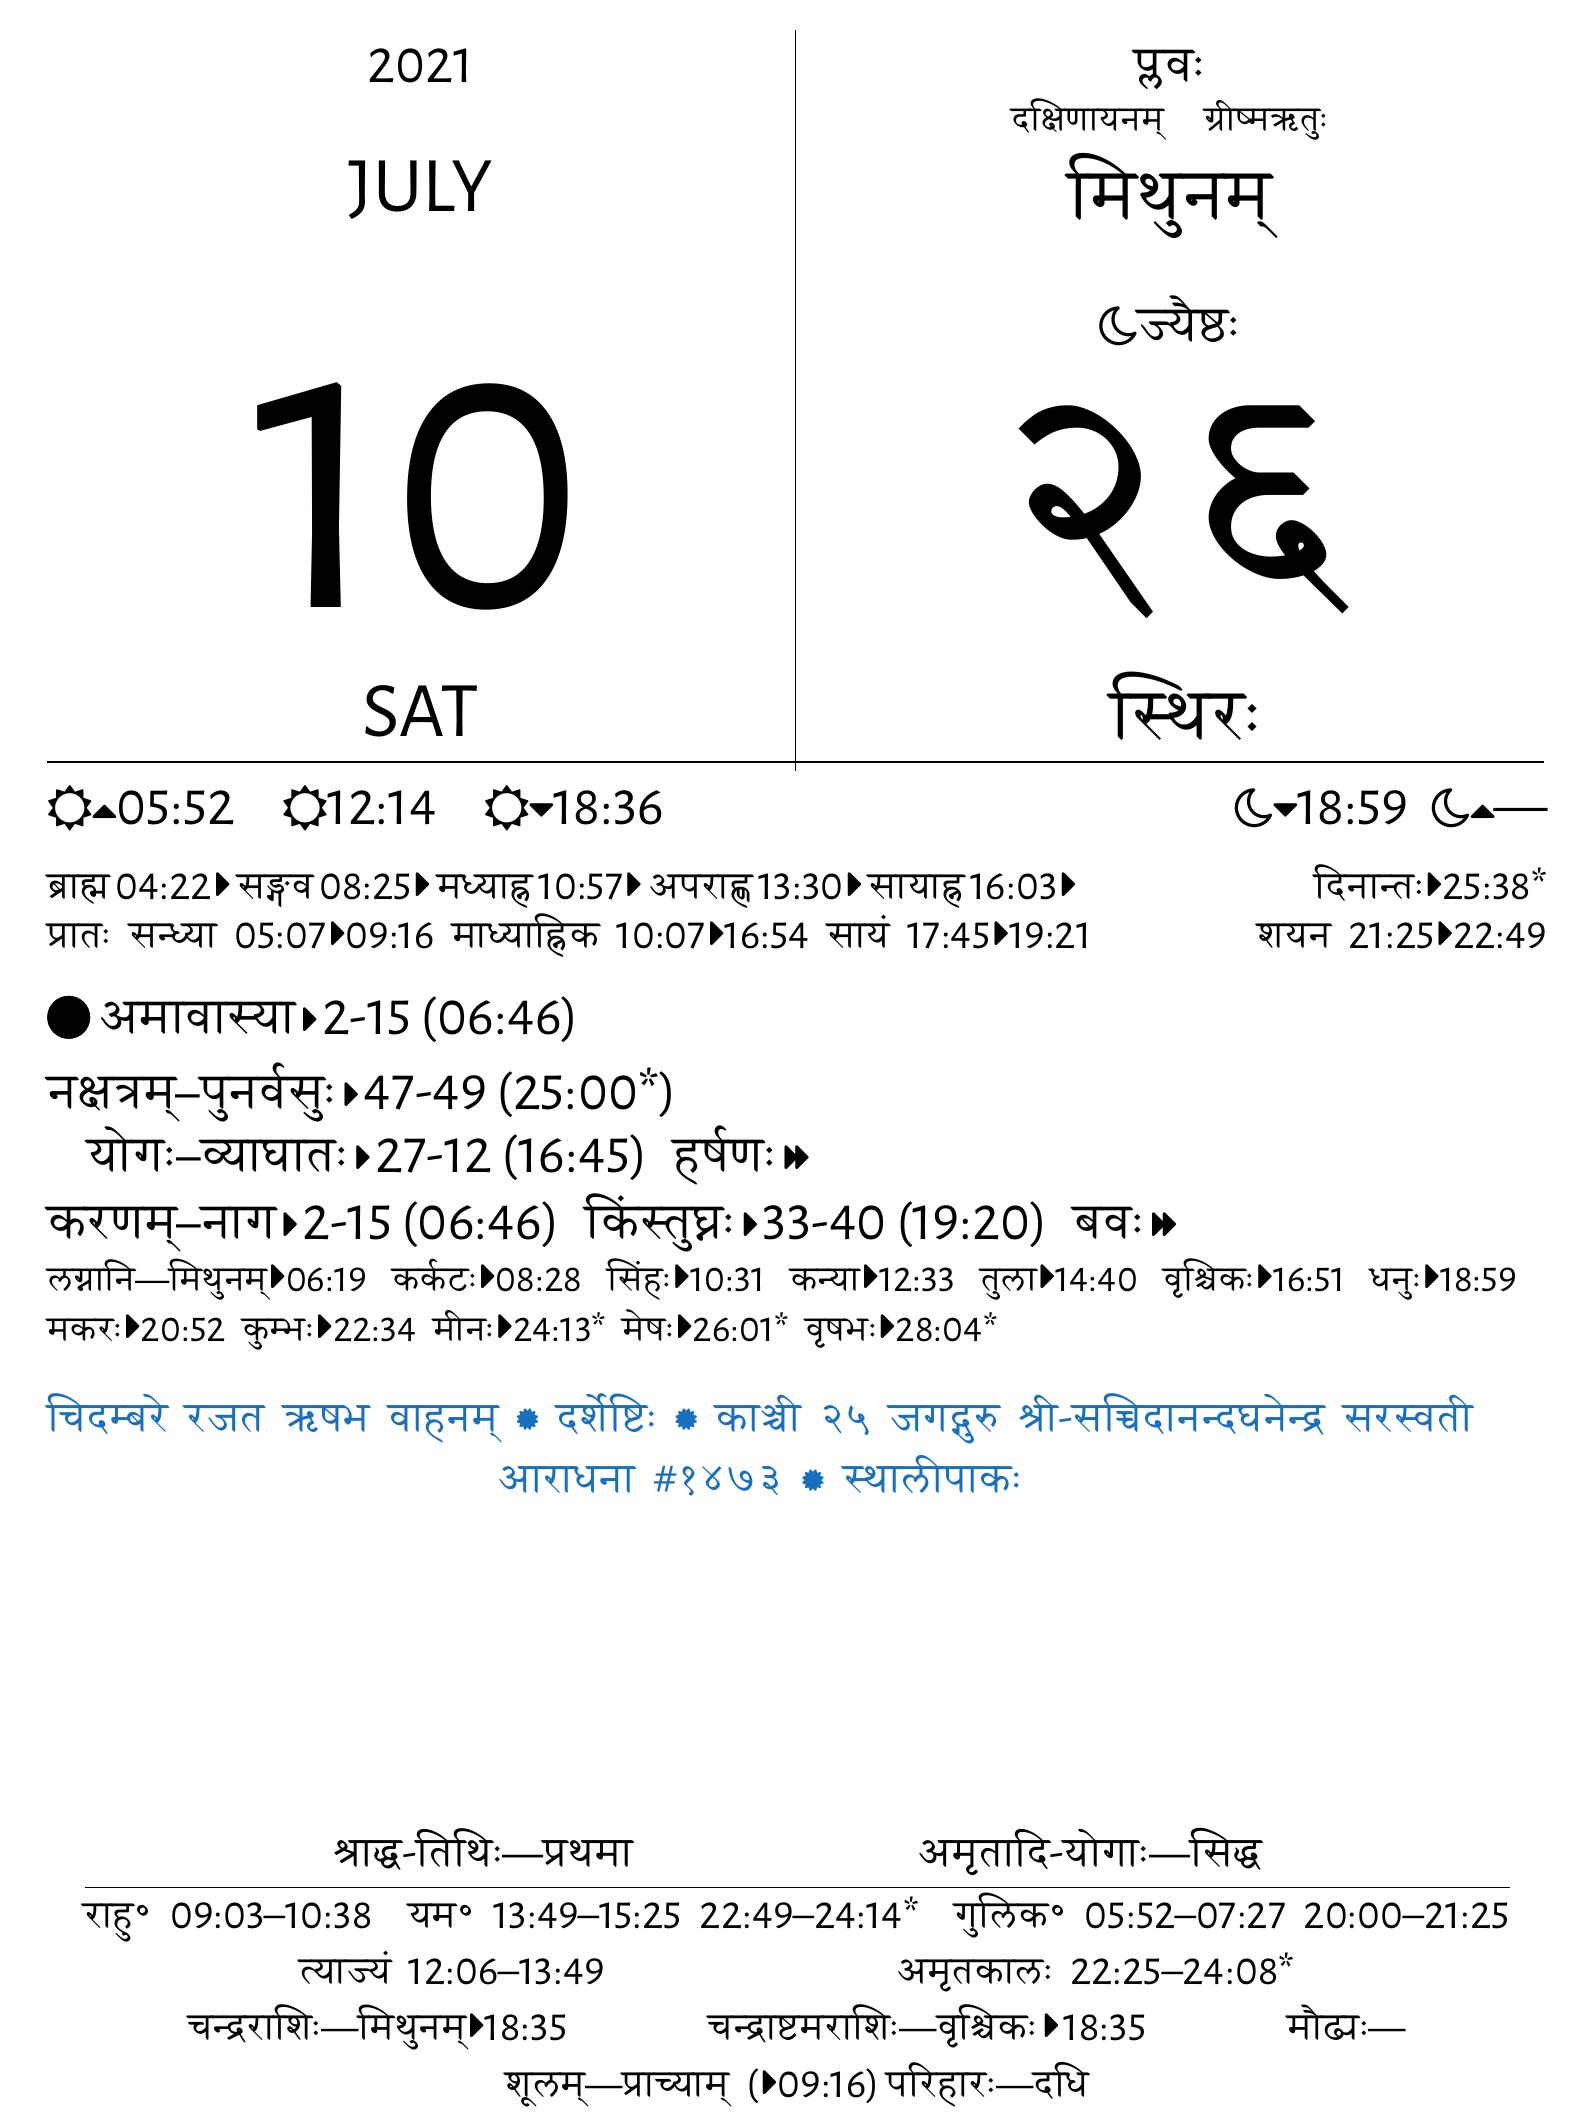 2021
JULY
10
SAT
प्लवः
दक्षिणायनम् ग्रीष्मऋतुः
मिथुनम्
ज्यैष्ठः
२६
स्थिरः
05:52 12:14 18:36 18:59 —
ब्राह्म 04:22 सङ्गव 08:25 मध्याह्न 10:57 अपराह्ण 13:30 सायाह्न 16:03 दिनान्तः 25:38*
प्रातः सन्ध्या 05:07 09:16 माध्याह्निक 10:07 16:54 सायं 17:45 19:21 शयन 21:25 22:49
अमावास्या 2-15 (06:46)
नक्षत्रम्–पुनर्वसुः 47-49 (25:00*)
योगः–व्याघातः 27-12 (16:45) हर्षणः
करणम्–नाग 2-15 (06:46) किंस्तुघ्नः 33-40 (19:20) बवः
लग्नानि—मिथुनम् 06:19 कर्कटः 08:28 सिंहः 10:31 कन्या 12:33 तुला 14:40 वृश्चिकः 16:51 धनुः 18:59
मकरः 20:52 कुम्भः 22:34 मीनः 24:13* मेषः 26:01* वृषभः 28:04*
चिदम्बरे रजत ऋषभ वाहनम् ● दर्शेष्टिः ● काञ्ची २५ जगद्गुरु श्री-सच्चिदानन्दघनेन्द्र सरस्वती
आराधना #१४७३ ● स्थालीपाकः
श्राद्ध-तिथिः—प्रथमा अमृतादि-योगाः—सिद्ध
राहु॰ 09:03–10:38 यम॰ 13:49–15:25 22:49–24:14* गुलिक॰ 05:52–07:27 20:00–21:25
त्याज्यं 12:06–13:49 अमृतकालः 22:25–24:08*
चन्द्रराशिः—मिथुनम् 18:35 चन्द्राष्टमराशिः—वृश्चिकः 18:35 मौढ्यः—
शूलम्—प्राच्याम् (09:16) परिहारः—दधि